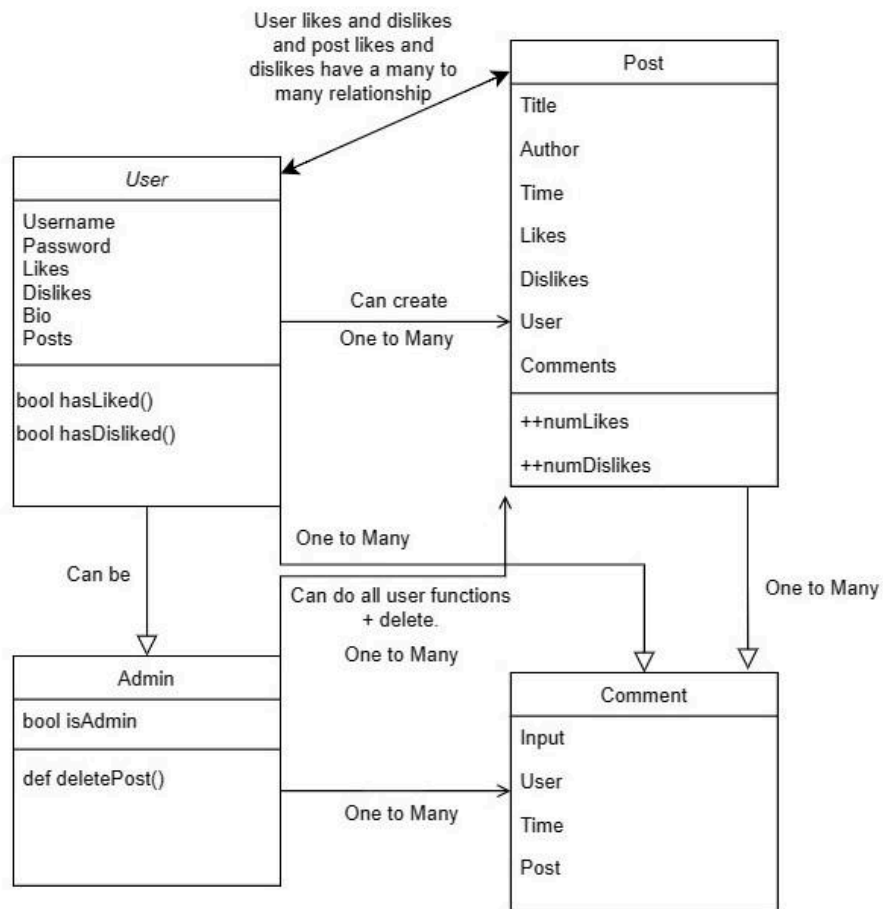 User likes and dislikes
and post likes and
dislikes have a many to
many relationship
Post
Title
Author
Time
Likes
Dislikes
User
Comments
++numLikes
++numDislikes
User
Username
Password
Likes
Dislikes
Bio
Posts
bool hasLiked()
bool hasDisliked()
Can create
One to Many
One to Many
Can be
Can do all user functions
+ delete.
One to Many
One to Many
Admin
bool isAdmin
def deletePost()
One to Many
Comment
Input
User
Time
Post